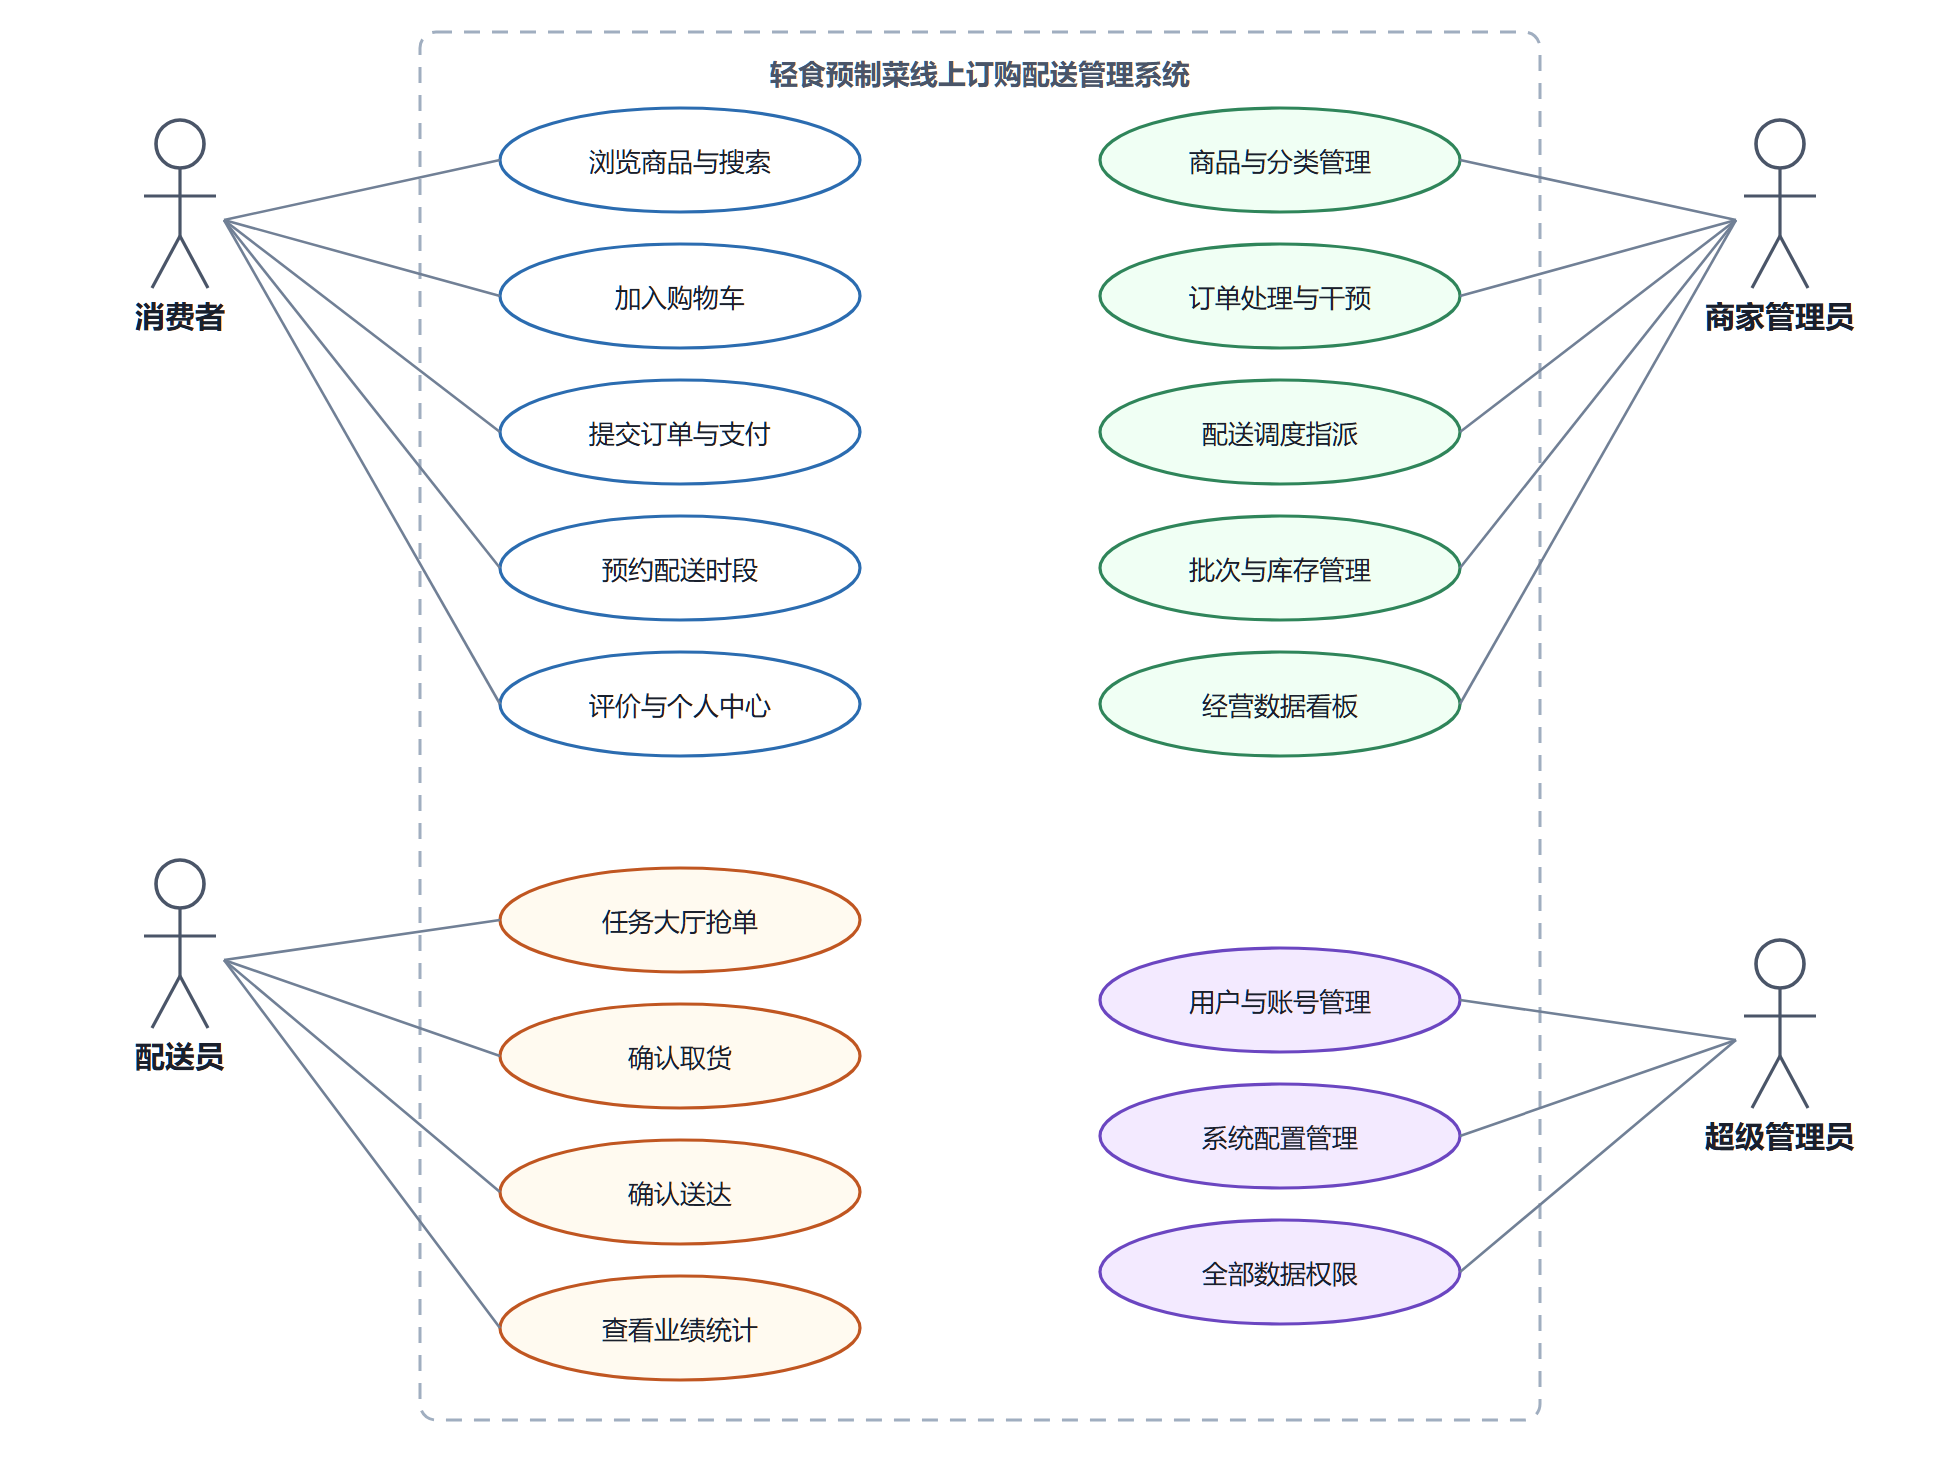 轻食预制菜线上订购配送管理系统
消费者
浏览商品与搜索
加入购物车
提交订单与支付
预约配送时段
评价与个人中心
商品与分类管理
订单处理与干预
配送调度指派
批次与库存管理
经营数据看板
商家管理员
配送员
任务大厅抢单
确认取货
确认送达
查看业绩统计
用户与账号管理
系统配置管理
全部数据权限
超级管理员